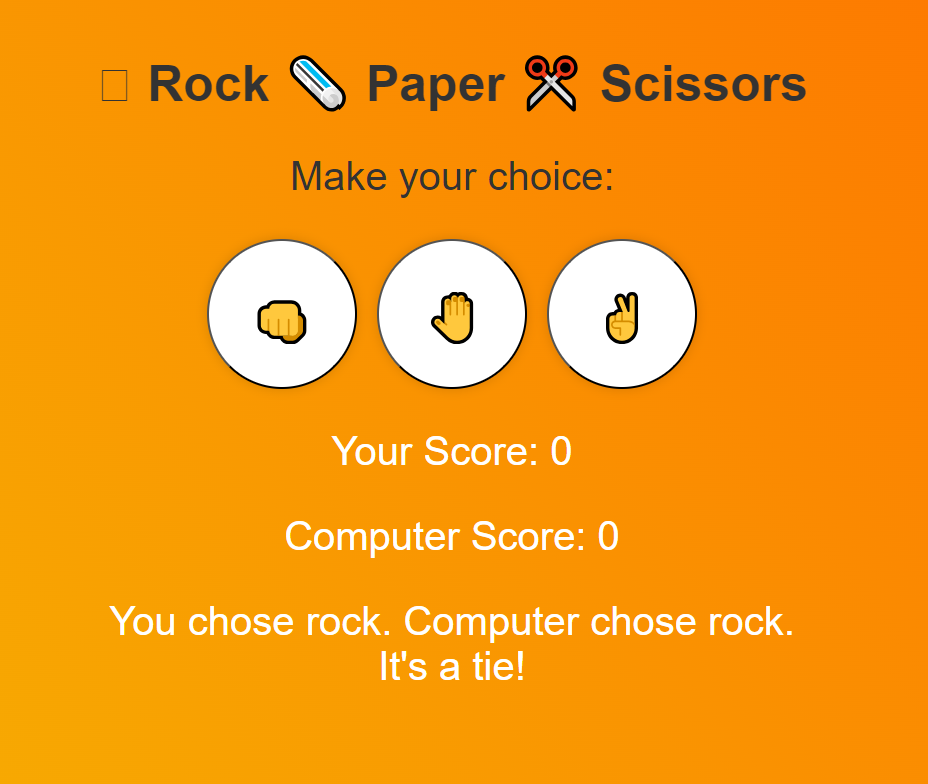 Rock Paper Scissors
Make your choice:
Your Score: 0
Computer Score: 0
You chose rock. Computer chose rock.
It's a tie!